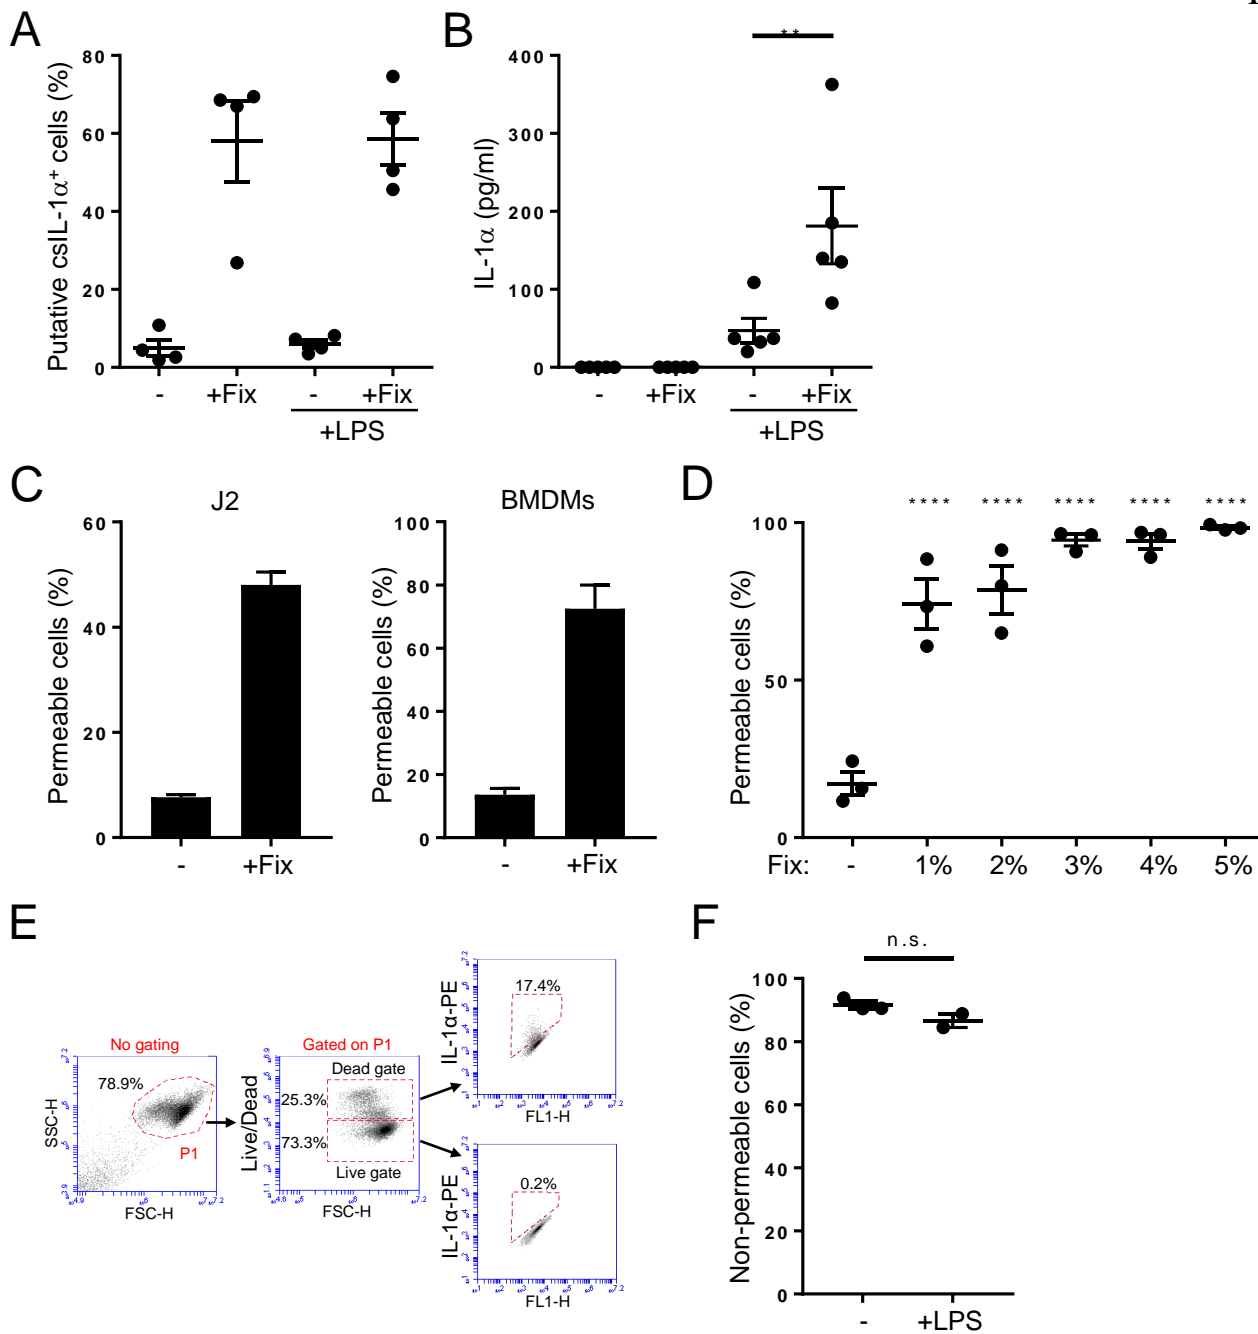 A
Putative csIL-1α+ cells (%)
80
60
40
20
0
-
+Fix
-
+Fix
+LPS
B
IL-1α (pg/ml)
**
400
300
200
100
0
-
+Fix
-
+Fix
+LPS
C
J2
Permeable cells (%)
60
40
20
0
-
+Fix
BMDMs
Permeable cells (%)
100
80
60
40
20
0
-
+Fix
D
Permeable cells (%)
**** **** **** **** ****
100
50
0
Fix: - 1% 2% 3% 4% 5%
E
No gating
78.9%
P1
SSC-H
FSC-H
Gated on P1
Dead gate
25.3%
73.3%
Live gate
Live/Dead
FSC-H
17.4%
IL-1α-PE
FL1-H
0.2%
IL-1α-PE
FL1-H
F
n.s.
Non-permeable cells (%)
100
80
60
40
20
0
-
+LPS